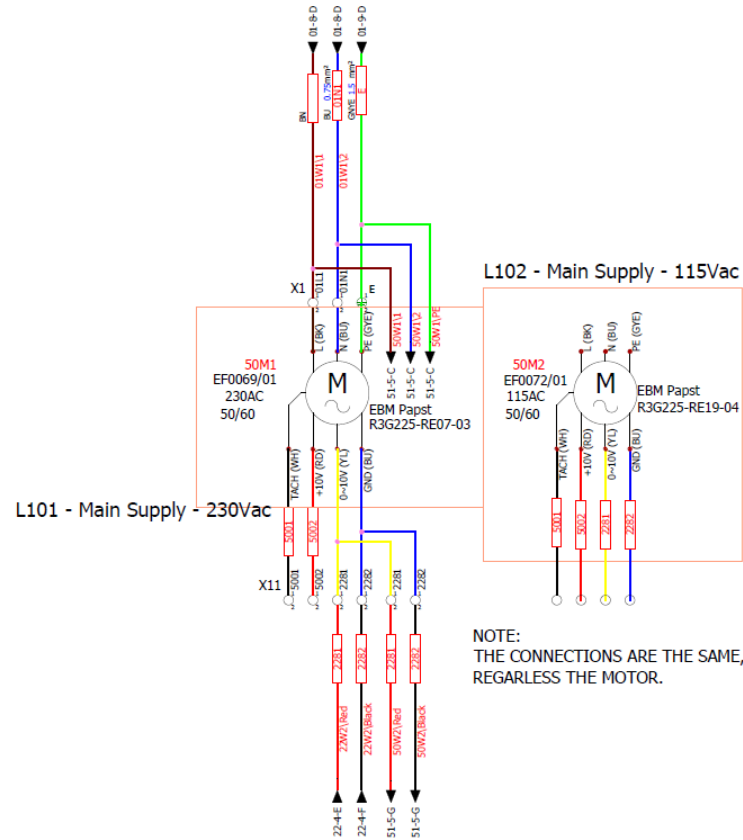 01-8-D
01-8-D
01-9-D
BN
BU 0.75mm²
01N1
GNYE 1.5 mm²
E
01W1\1
01W1\2
X1
01L1
01N1
E
L102 - Main Supply - 115Vac
L (BK)
N (BU)
PE (GYE)
50W1\1
50W1\2
50W1\PE
51-5-C
51-5-C
51-5-C
50M1
EF0069/01
230AC
50/60
M
EBM Papst
R3G225-RE07-03
TACH (WH)
+10V (RD)
0~10V (YL)
GND (BU)
L (BK)
N (BU)
PE (GYE)
50M2
EF0072/01
115AC
50/60
M
EBM Papst
R3G225-RE19-04
TACH (WH)
+10V (RD)
0~10V (YL)
GND (BU)
L101 - Main Supply - 230Vac
5001
5002
5001
5002
2281
2282
X11
5001
5002
2281
2282
2281
2282
2281
2282
2281
2282
22W2\Red
22W2\Black
50W2\Red
50W2\Black
22-4-E
22-4-F
51-5-G
51-5-G
NOTE:
THE CONNECTIONS ARE THE SAME,
REGARLESS THE MOTOR.